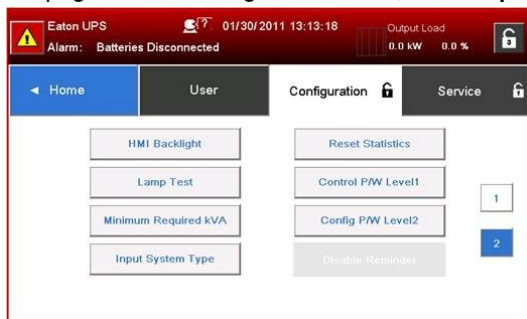 Eaton UPS 01/30/2011 13:13:18 Output Load
Alarm: Batteries Disconnected 0.0 kW 0.0 %
Home User Configuration Service
HMI Backlight Reset Statistics
Lamp Test Control P/W Level1
1
Minimum Required kVA Config P/W Level2
2
Input System Type Disable Reminder